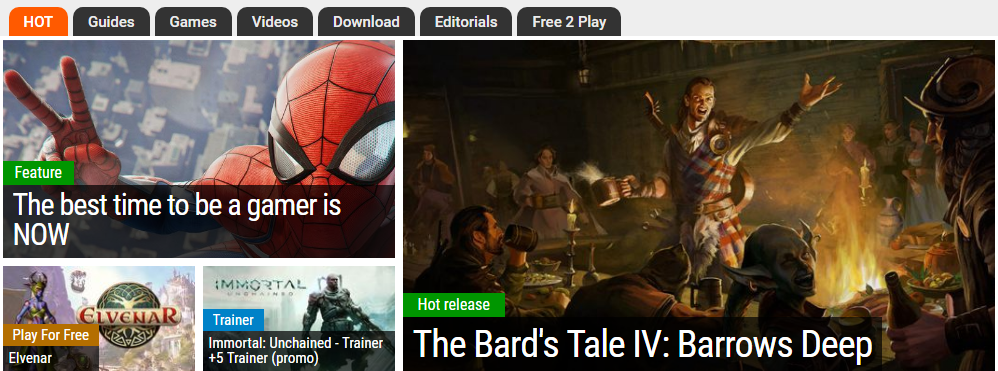 HOT
Guides
Games
Videos
Download
Editorials
Free 2 Play
Feature
The best time to be a gamer is
NOW
ELVENAR
Play For Free
Elvenar
IMMORTAL
UNCHAINED
Trainer
Immortal: Unchained - Trainer
+5 Trainer (promo)
Hot release
The Bard's Tale IV: Barrows Deep